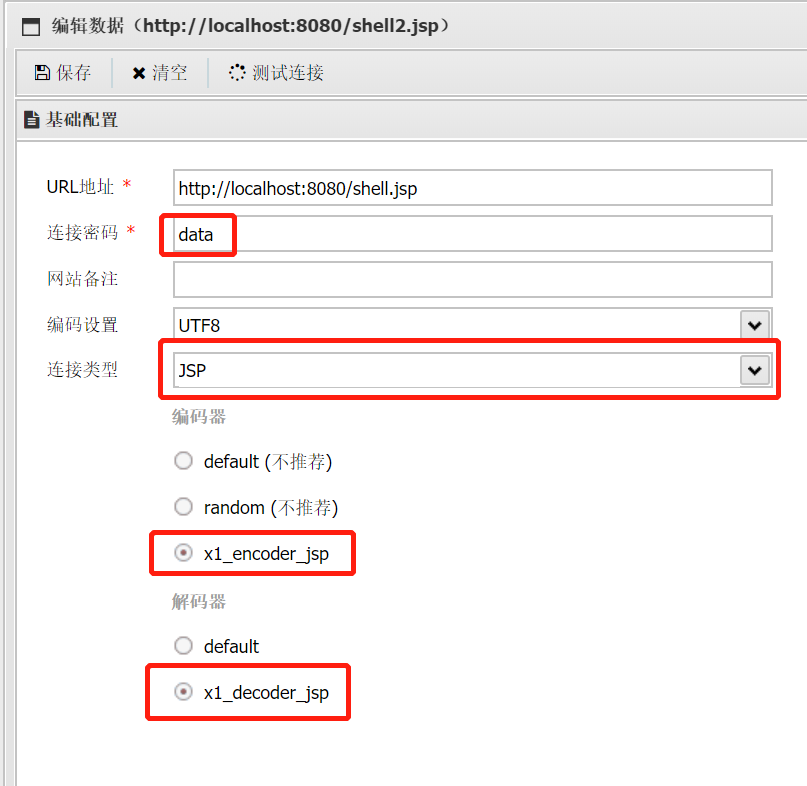 编辑数据（http://localhost:8080/shell2.jsp）
保存 清空 测试连接
基础配置
URL地址 * http://localhost:8080/shell.jsp
连接密码 * data
网站备注
编码设置 UTF8
连接类型 JSP
编码器
default (不推荐)
random (不推荐)
x1_encoder_jsp
解码器
default
x1_decoder_jsp